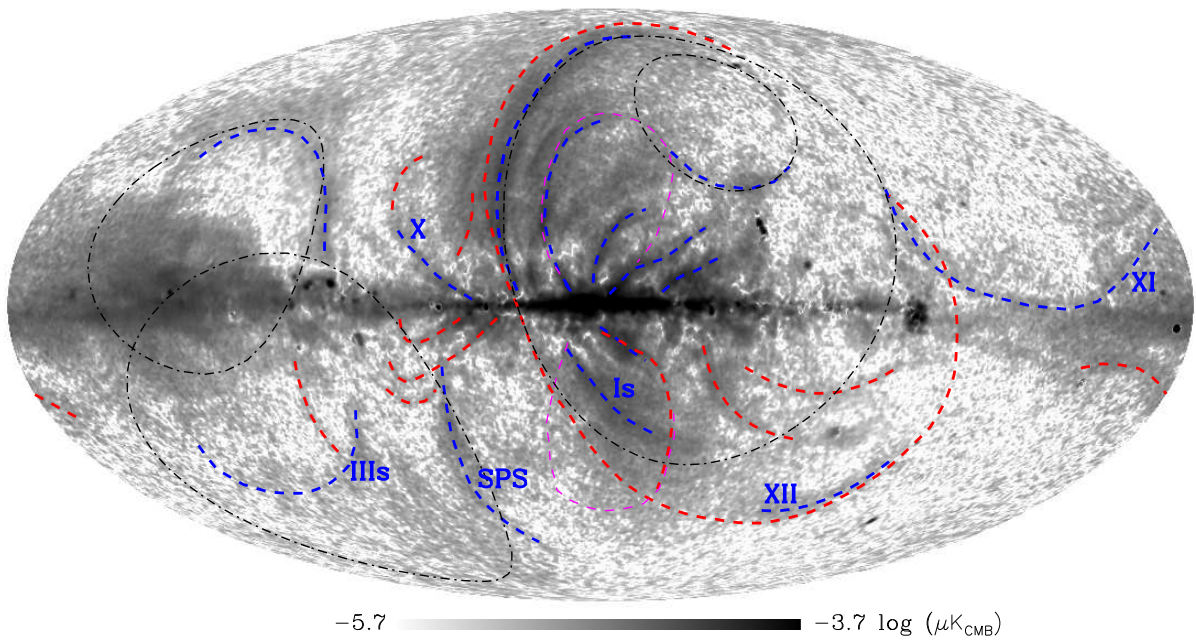 X
XI
Is
IIIs
SPS
XII
−5.7 −3.7 log (μK_CMB)